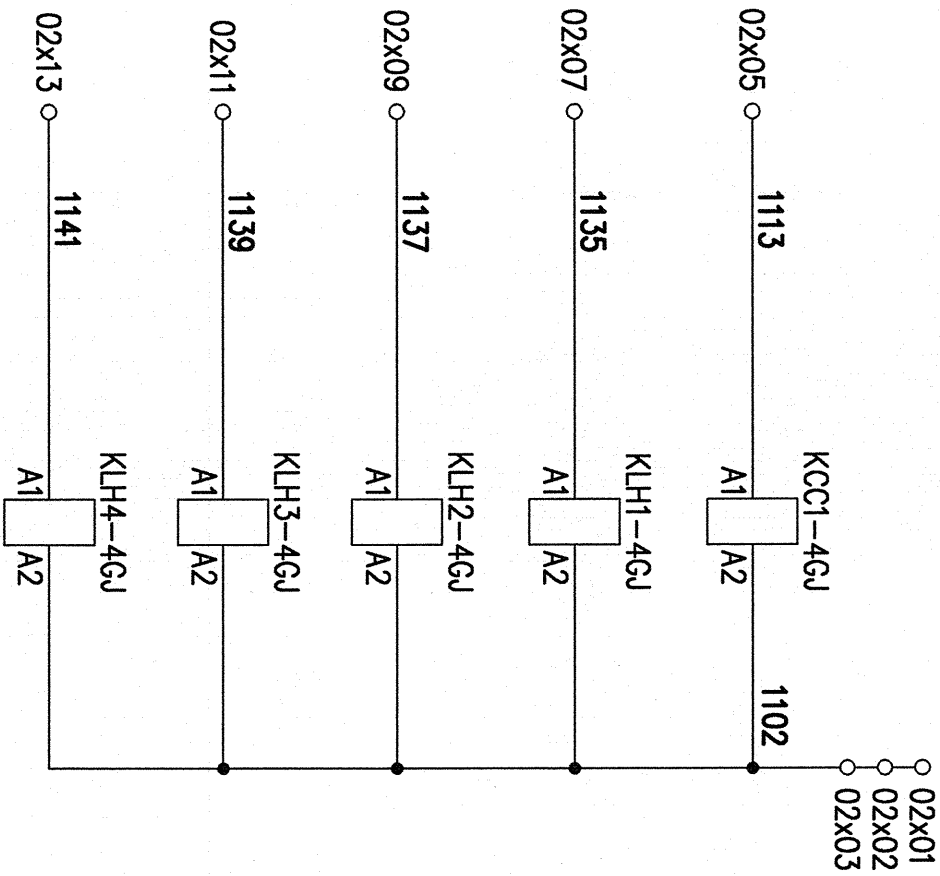 02x01
02x02
02x03
1102
02x05
1113
KCC1-4GJ
A1
A2
02x07
1135
KLH1-4GJ
A1
A2
02x09
1137
KLH2-4GJ
A1
A2
02x11
1139
KLH3-4GJ
A1
A2
02x13
1141
KLH4-4GJ
A1
A2